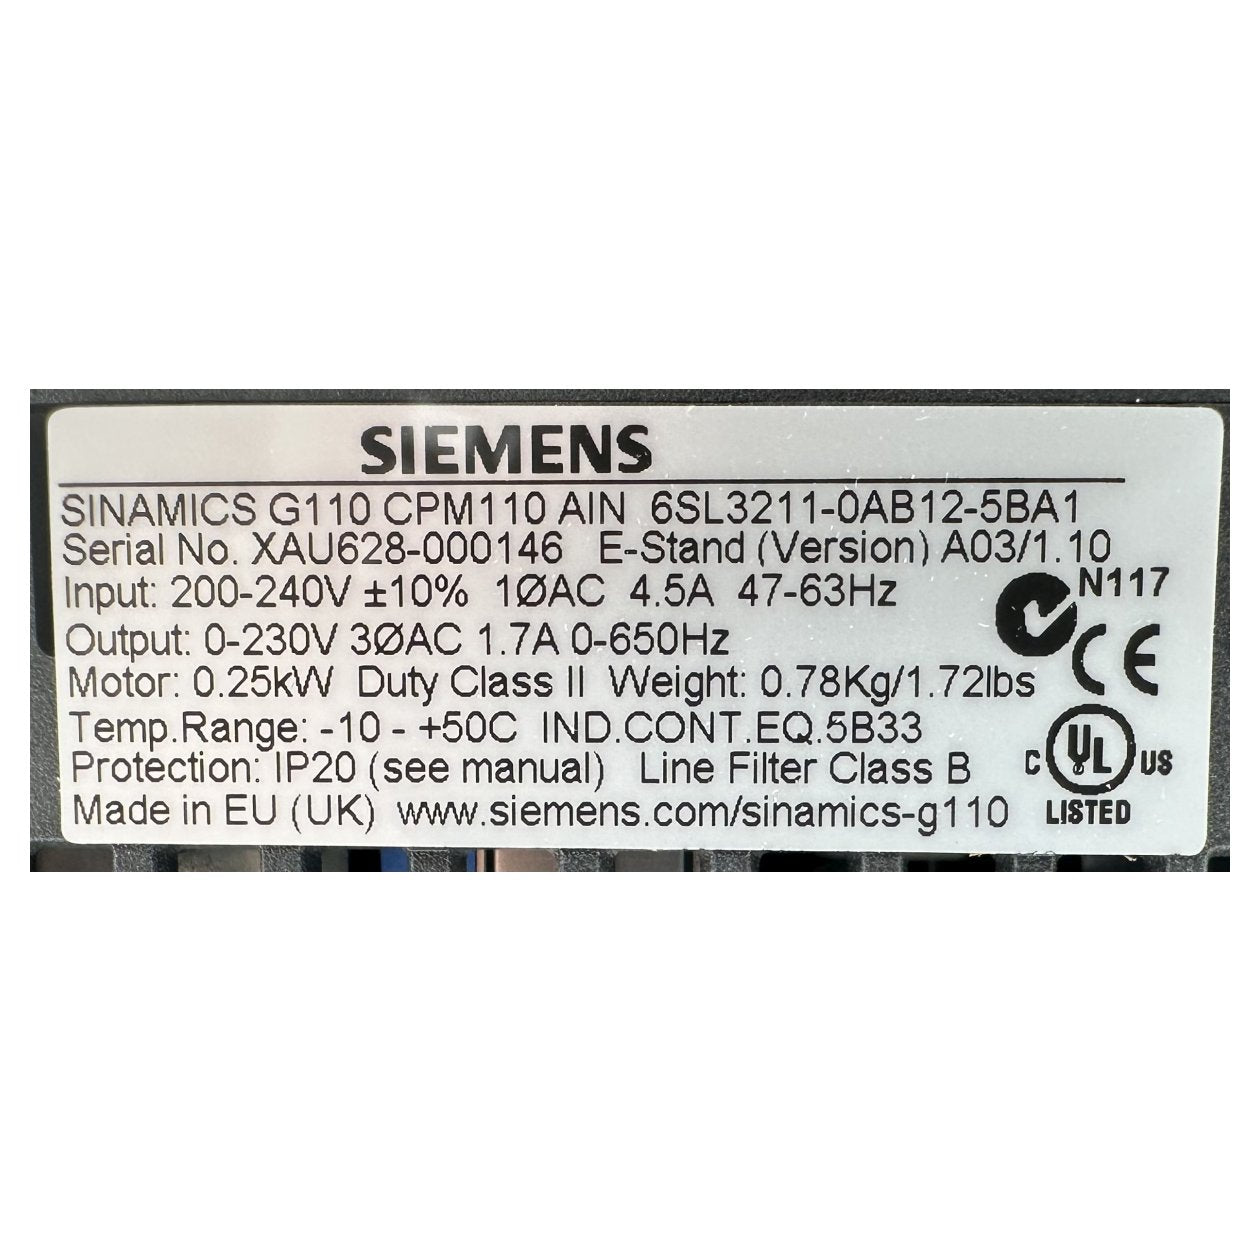 SIEMENS
SINAMICS G110 CPM110 AIN 6SL3211-0AB12-5BA1
Serial No. XAU628-000146 E-Stand (Version) A03/1.10
Input: 200-240V ±10% 1ØAC 4.5A 47-63Hz
N117
Output: 0-230V 3ØAC 1.7A 0-650Hz
CE
Motor: 0.25kW Duty Class II Weight: 0.78Kg/1.72lbs
Temp.Range: -10 - +50C IND.CONT.EQ.5B33
Protection: IP20 (see manual) Line Filter Class B
C UL US
LISTED
Made in EU (UK) www.siemens.com/sinamics-g110